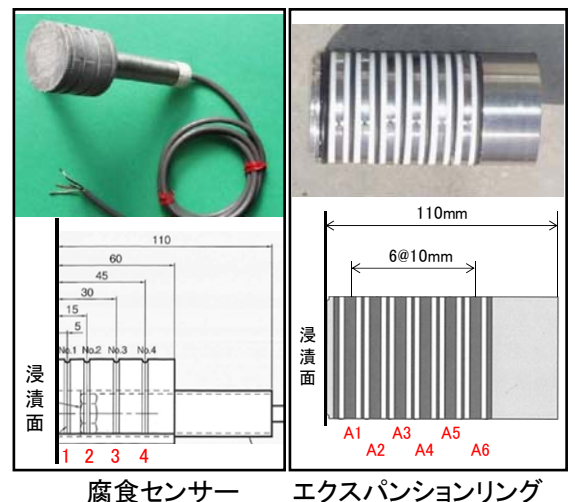 110
60
45
30
15
5
No.1 No.2 No.3 No.4
浸漬面
1 2 3 4
腐食センサー
110mm
6@10mm
浸漬面
A1 A3 A5
A2 A4 A6
エクスパンションリング